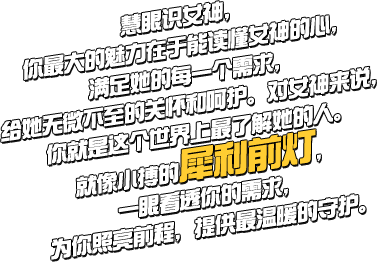 慧眼识女神，
你最大的魅力在于能读懂女神的心，
满足她的每一个需求，
给她无微不至的关怀和呵护。对女神来说，
你就是这个世界上最了解她的人。
就像小搏的犀利前灯，
一眼看透你的需求，
为你照亮前程，提供最温暖的守护。